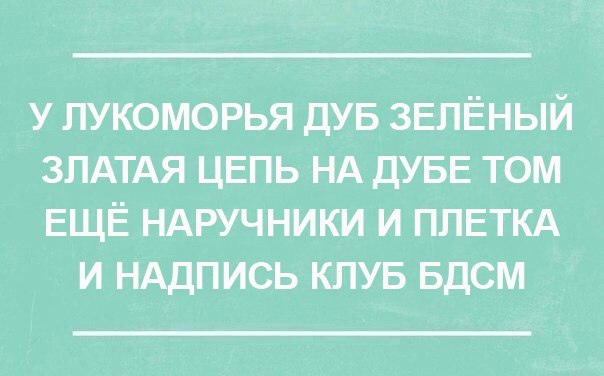 У ЛУКОМОРЬЯ ДУБ ЗЕЛЁНЫЙ
ЗЛАТАЯ ЦЕПЬ НА ДУБЕ ТОМ
ЕЩЁ НАРУЧНИКИ И ПЛЕТКА
И НАДПИСЬ КЛУБ БДСМ